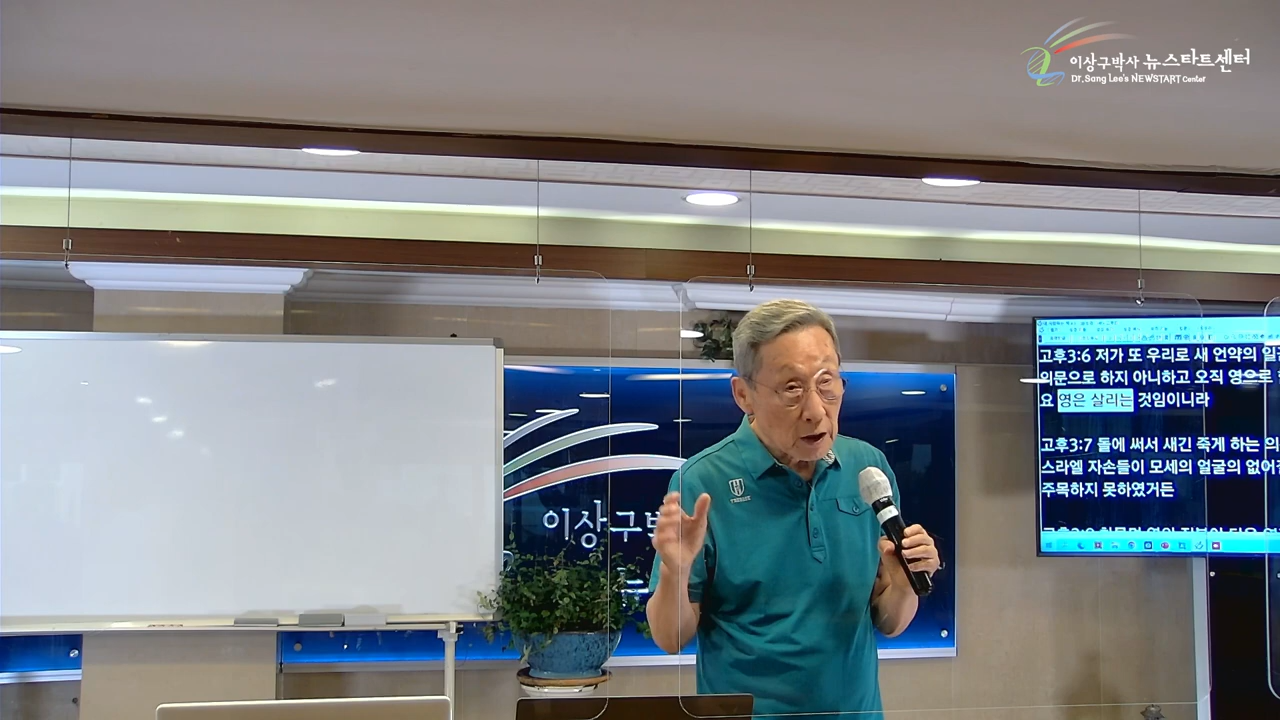 이상구박사 뉴스타트센터
Dr. Sang Lee's NEWSTART Center
고후3:6 저가 또 우리로 새 언약의
의문으로 하지 아니하고 오직 영으로
요 영은 살리는 것임이니라
고후3:7 돌에 써서 새긴 죽게 하는
스라엘 자손들이 모세의 얼굴의
주목하지 못하였거든
이상구